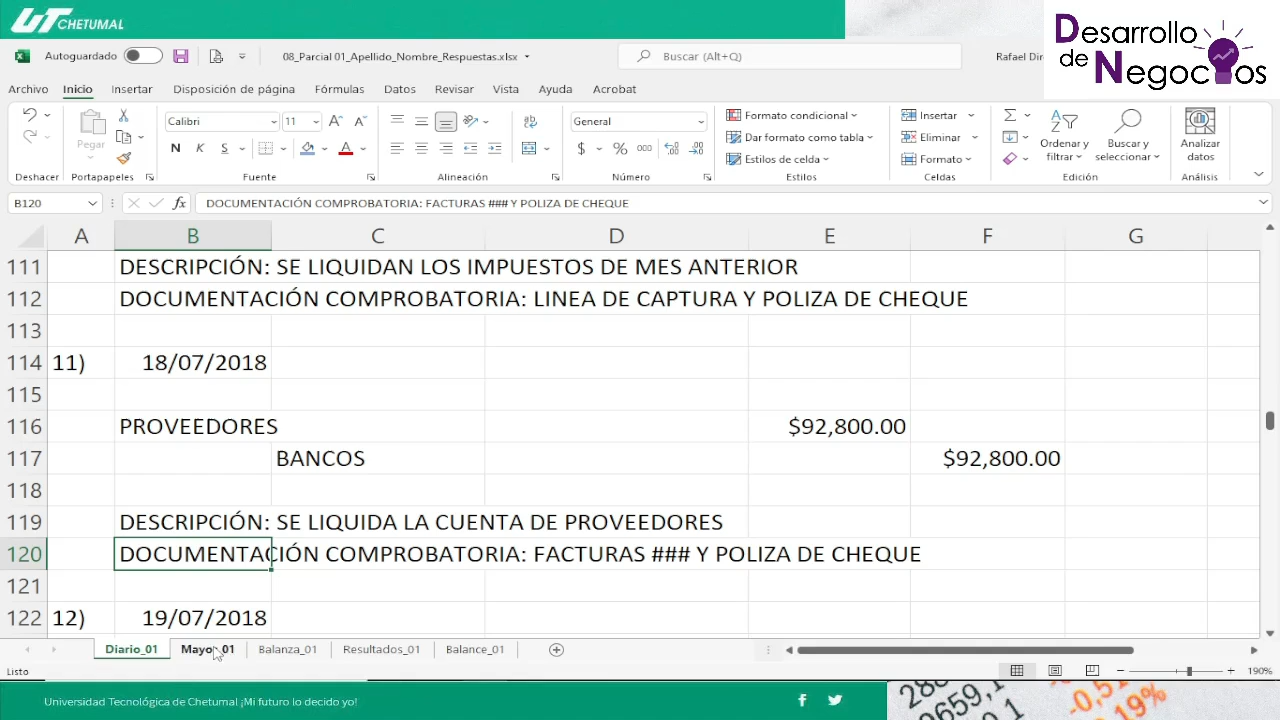 UT CHETUMAL
Desarrollo
de Negocios
Autoguardado
08_Parcial 01_Apellido_Nombre_Respuestas.xlsx
Buscar (Alt+Q)
Rafael Dir
Archivo Inicio Insertar Disposición de página Fórmulas Datos Revisar Vista Ayuda Acrobat
Pegar
Calibri 11
N K S
General
$ % 000
Formato condicional
Dar formato como tabla
Estilos de celda
Insertar
Eliminar
Formato
Ordenar y filtrar
Buscar y seleccionar
Analizar datos
Deshacer Portapapeles Fuente Alineación Número Estilos Celdas Edición Análisis
B120 fx DOCUMENTACIÓN COMPROBATORIA: FACTURAS ### Y POLIZA DE CHEQUE
A B C D E F G
111 DESCRIPCIÓN: SE LIQUIDAN LOS IMPUESTOS DE MES ANTERIOR
112 DOCUMENTACIÓN COMPROBATORIA: LINEA DE CAPTURA Y POLIZA DE CHEQUE
113
114 11) 18/07/2018
115
116 PROVEEDORES $92,800.00
117 BANCOS $92,800.00
118
119 DESCRIPCIÓN: SE LIQUIDA LA CUENTA DE PROVEEDORES
120 DOCUMENTACIÓN COMPROBATORIA: FACTURAS ### Y POLIZA DE CHEQUE
121
122 12) 19/07/2018
Diario_01 Mayor_01 Balanza_01 Resultados_01 Balance_01
Listo
190%
Universidad Tecnológica de Chetumal ¡Mi futuro lo decido yo!
19%